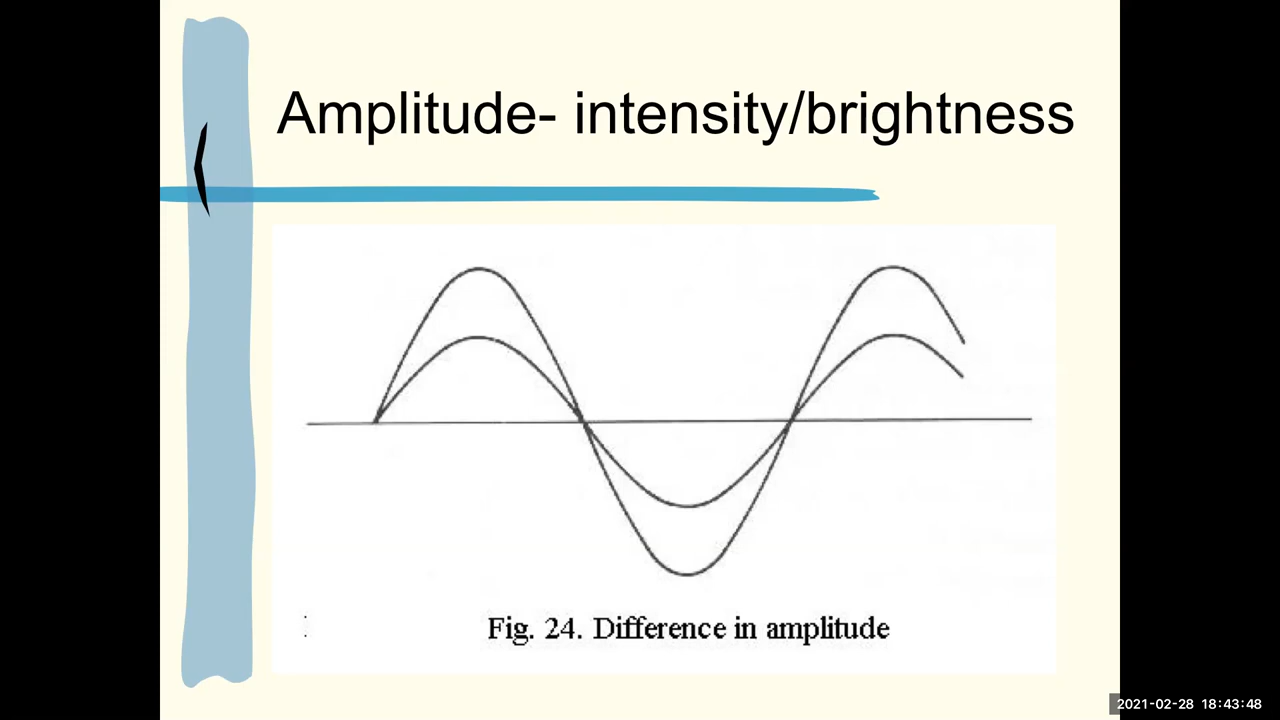 Amplitude- intensity/brightness
Fig. 24. Difference in amplitude
2021-02-28 18:43:48